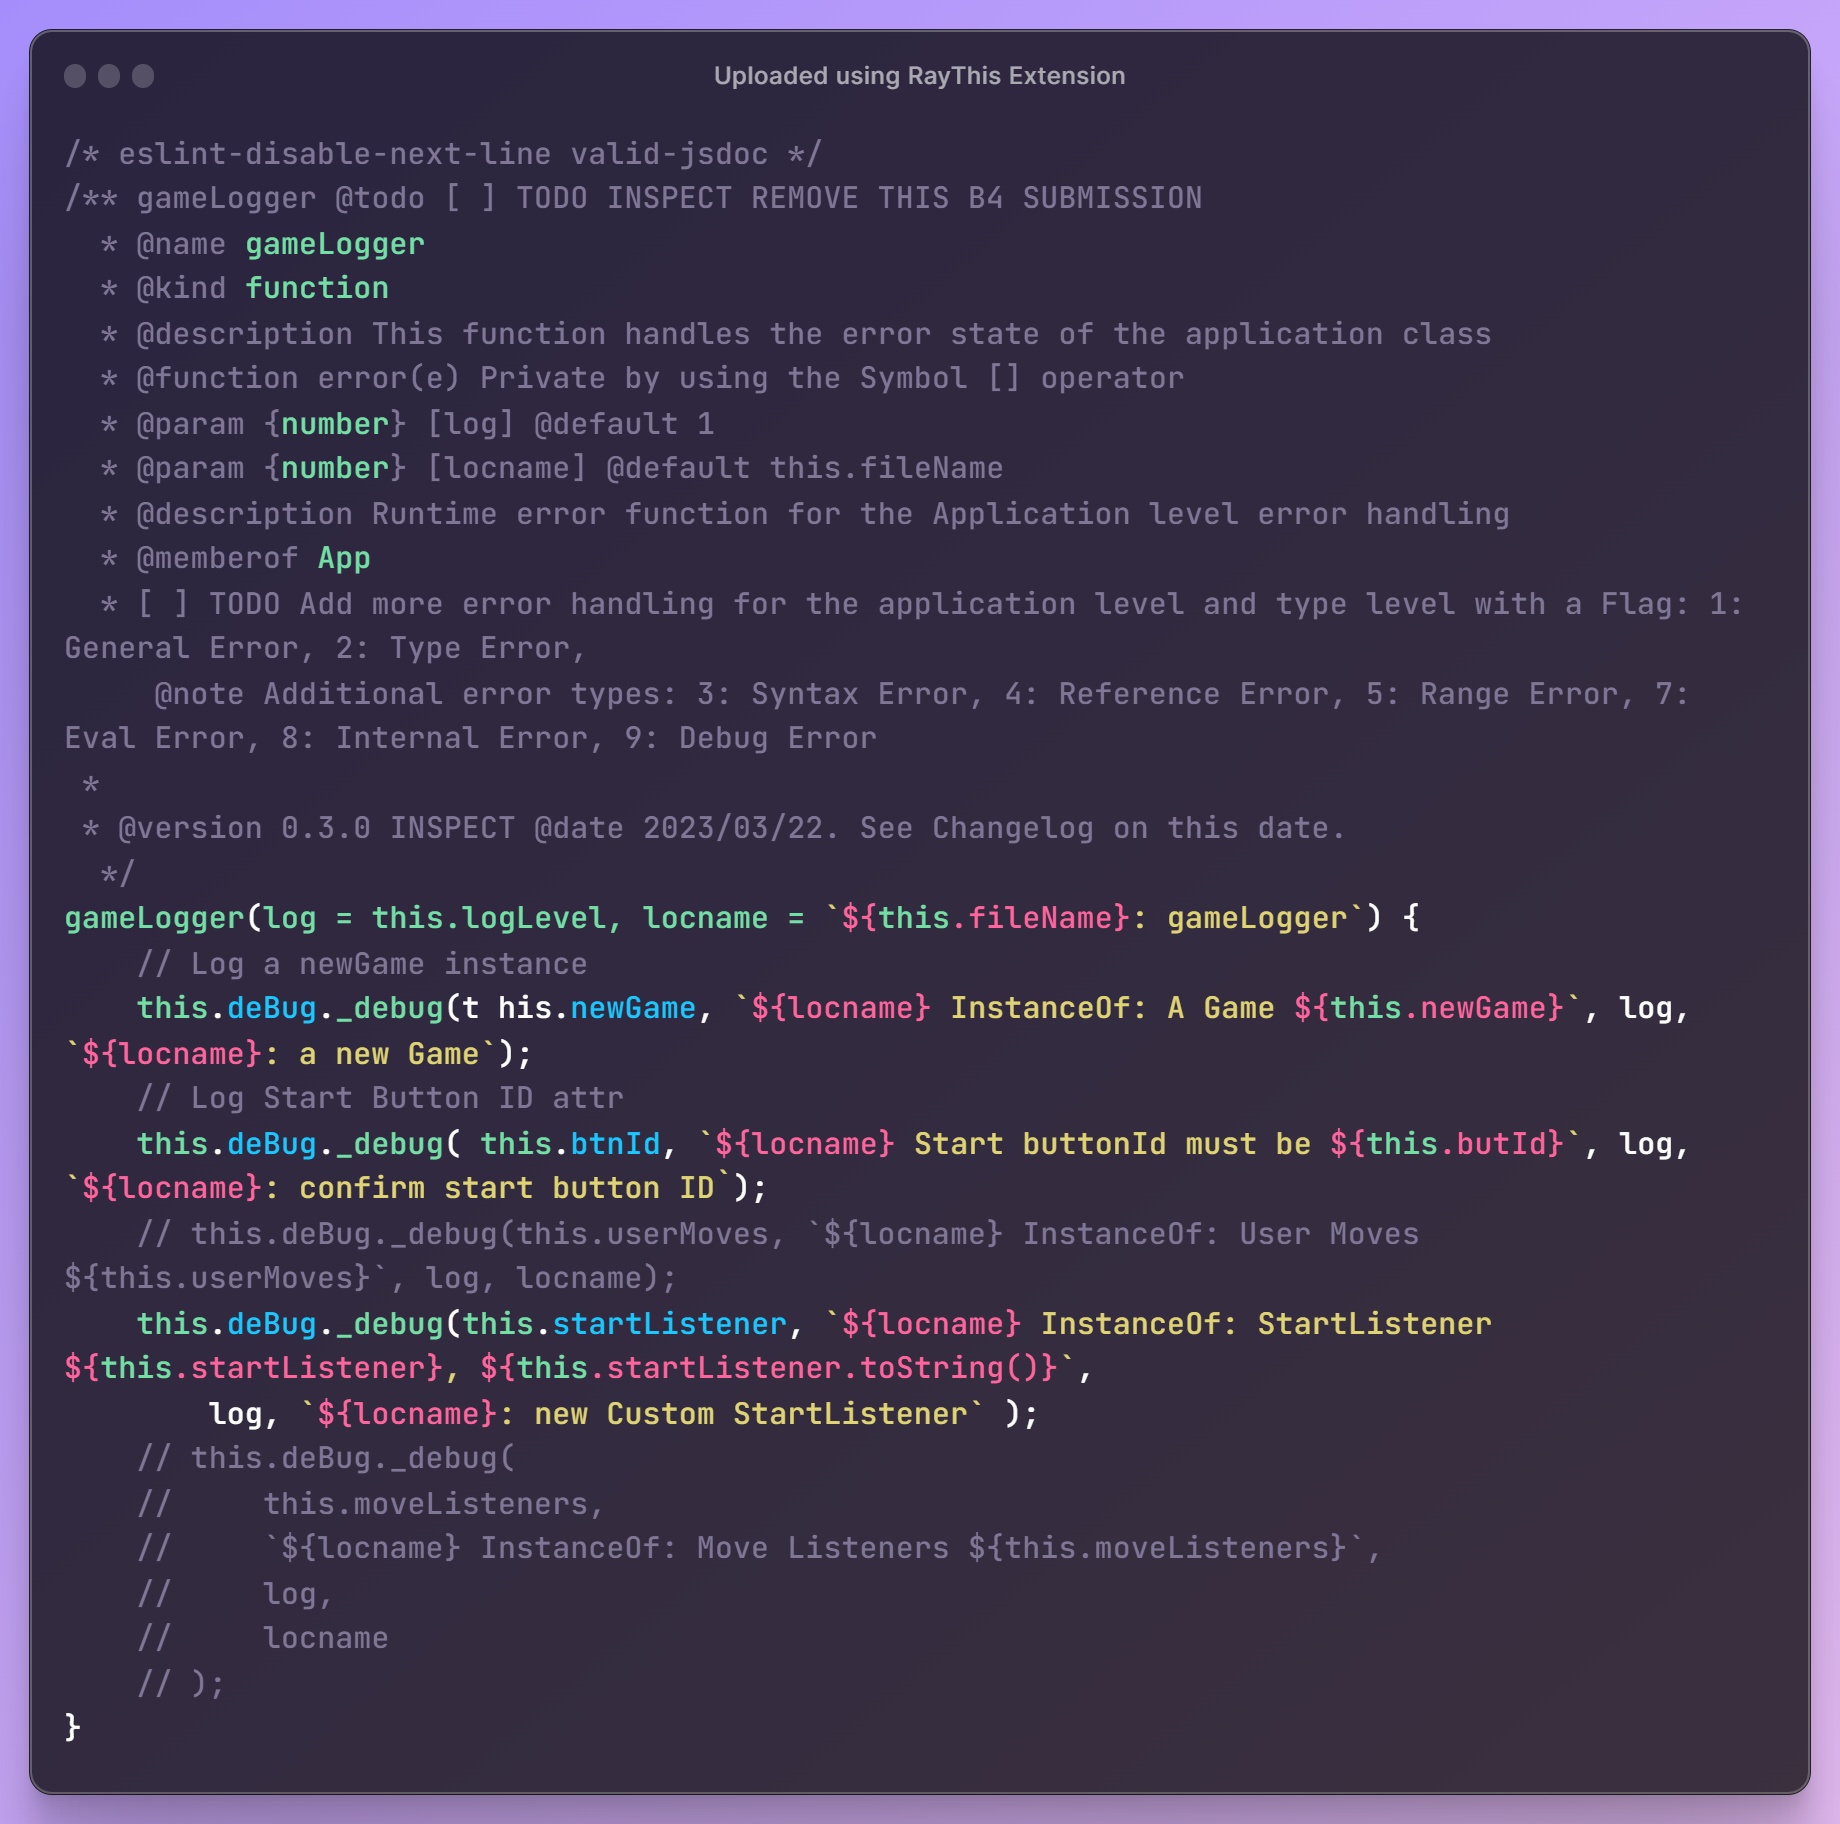 Uploaded using RayThis Extension
/* eslint-disable-next-line valid-jsdoc */
/** gameLogger @todo [ ] TODO INSPECT REMOVE THIS B4 SUBMISSION
  * @name gameLogger
  * @kind function
  * @description This function handles the error state of the application class
  * @function error(e) Private by using the Symbol [] operator
  * @param {number} [log] @default 1
  * @param {number} [locname] @default this.fileName
  * @description Runtime error function for the Application level error handling
  * @memberof App
  * [ ] TODO Add more error handling for the application level and type level with a Flag: 1:
General Error, 2: Type Error,
     @note Additional error types: 3: Syntax Error, 4: Reference Error, 5: Range Error, 7:
Eval Error, 8: Internal Error, 9: Debug Error
 *
 * @version 0.3.0 INSPECT @date 2023/03/22. See Changelog on this date.
  */
gameLogger(log = this.logLevel, locname = `${this.fileName}: gameLogger`) {
    // Log a newGame instance
    this.deBug._debug(t his.newGame, `${locname} InstanceOf: A Game ${this.newGame}`, log,
`${locname}: a new Game`);
    // Log Start Button ID attr
    this.deBug._debug( this.btnId, `${locname} Start buttonId must be ${this.butId}`, log,
`${locname}: confirm start button ID`);
    // this.deBug._debug(this.userMoves, `${locname} InstanceOf: User Moves
${this.userMoves}`, log, locname);
    this.deBug._debug(this.startListener, `${locname} InstanceOf: StartListener
${this.startListener}, ${this.startListener.toString()}`,
        log, `${locname}: new Custom StartListener` );
    // this.deBug._debug(
    //     this.moveListeners,
    //     `${locname} InstanceOf: Move Listeners ${this.moveListeners}`,
    //     log,
    //     locname
    // );
}